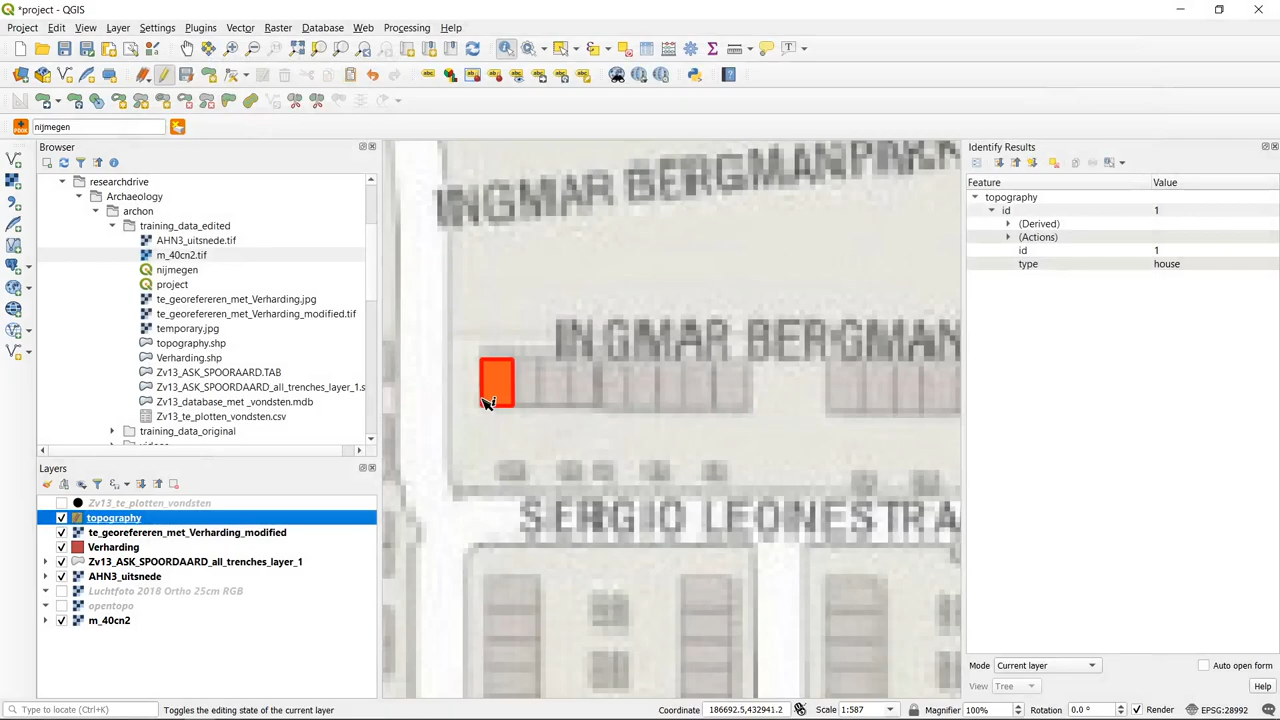 *project — QGIS
Project Edit View Layer Settings Plugins Vector Raster Database Web Processing Help
nijmegen
Browser
researchdrive
Archaeology
archon
training_data_edited
AHN3_uitsnede.tif
m_40cn2.tif
nijmegen
project
te_georefereren_met_Verharding.jpg
te_georefereren_met_Verharding_modified.tif
temporary.jpg
topography.shp
Verharding.shp
Zv13_ASK_SPOORAARD.TAB
Zv13_ASK_SPOORDAARD_all_trenches_layer_1.s
Zv13_database_met _vondsten.mdb
Zv13_te_plotten_vondsten.csv
training_data_original
Layers
Zv13_te_plotten_vondsten
topography
te_georefereren_met_Verharding_modified
Verharding
Zv13_ASK_SPOORDAARD_all_trenches_layer_1
AHN3_uitsnede
Luchtfoto 2018 Ortho 25cm RGB
opentopo
m_40cn2
INGMAR BERGMANPARK
INGMAR BERGMAN
SERGIO LEONESTRA
Identify Results
Feature Value
topography
id 1
(Derived)
(Actions)
id 1
type house
Mode Current layer Auto open form
View Tree Help
Type to locate (Ctrl+K) Toggles the editing state of the current layer Coordinate 186692.5,432941.2 Scale 1:587 Magnifier 100% Rotation 0.0 ° Render EPSG:28992